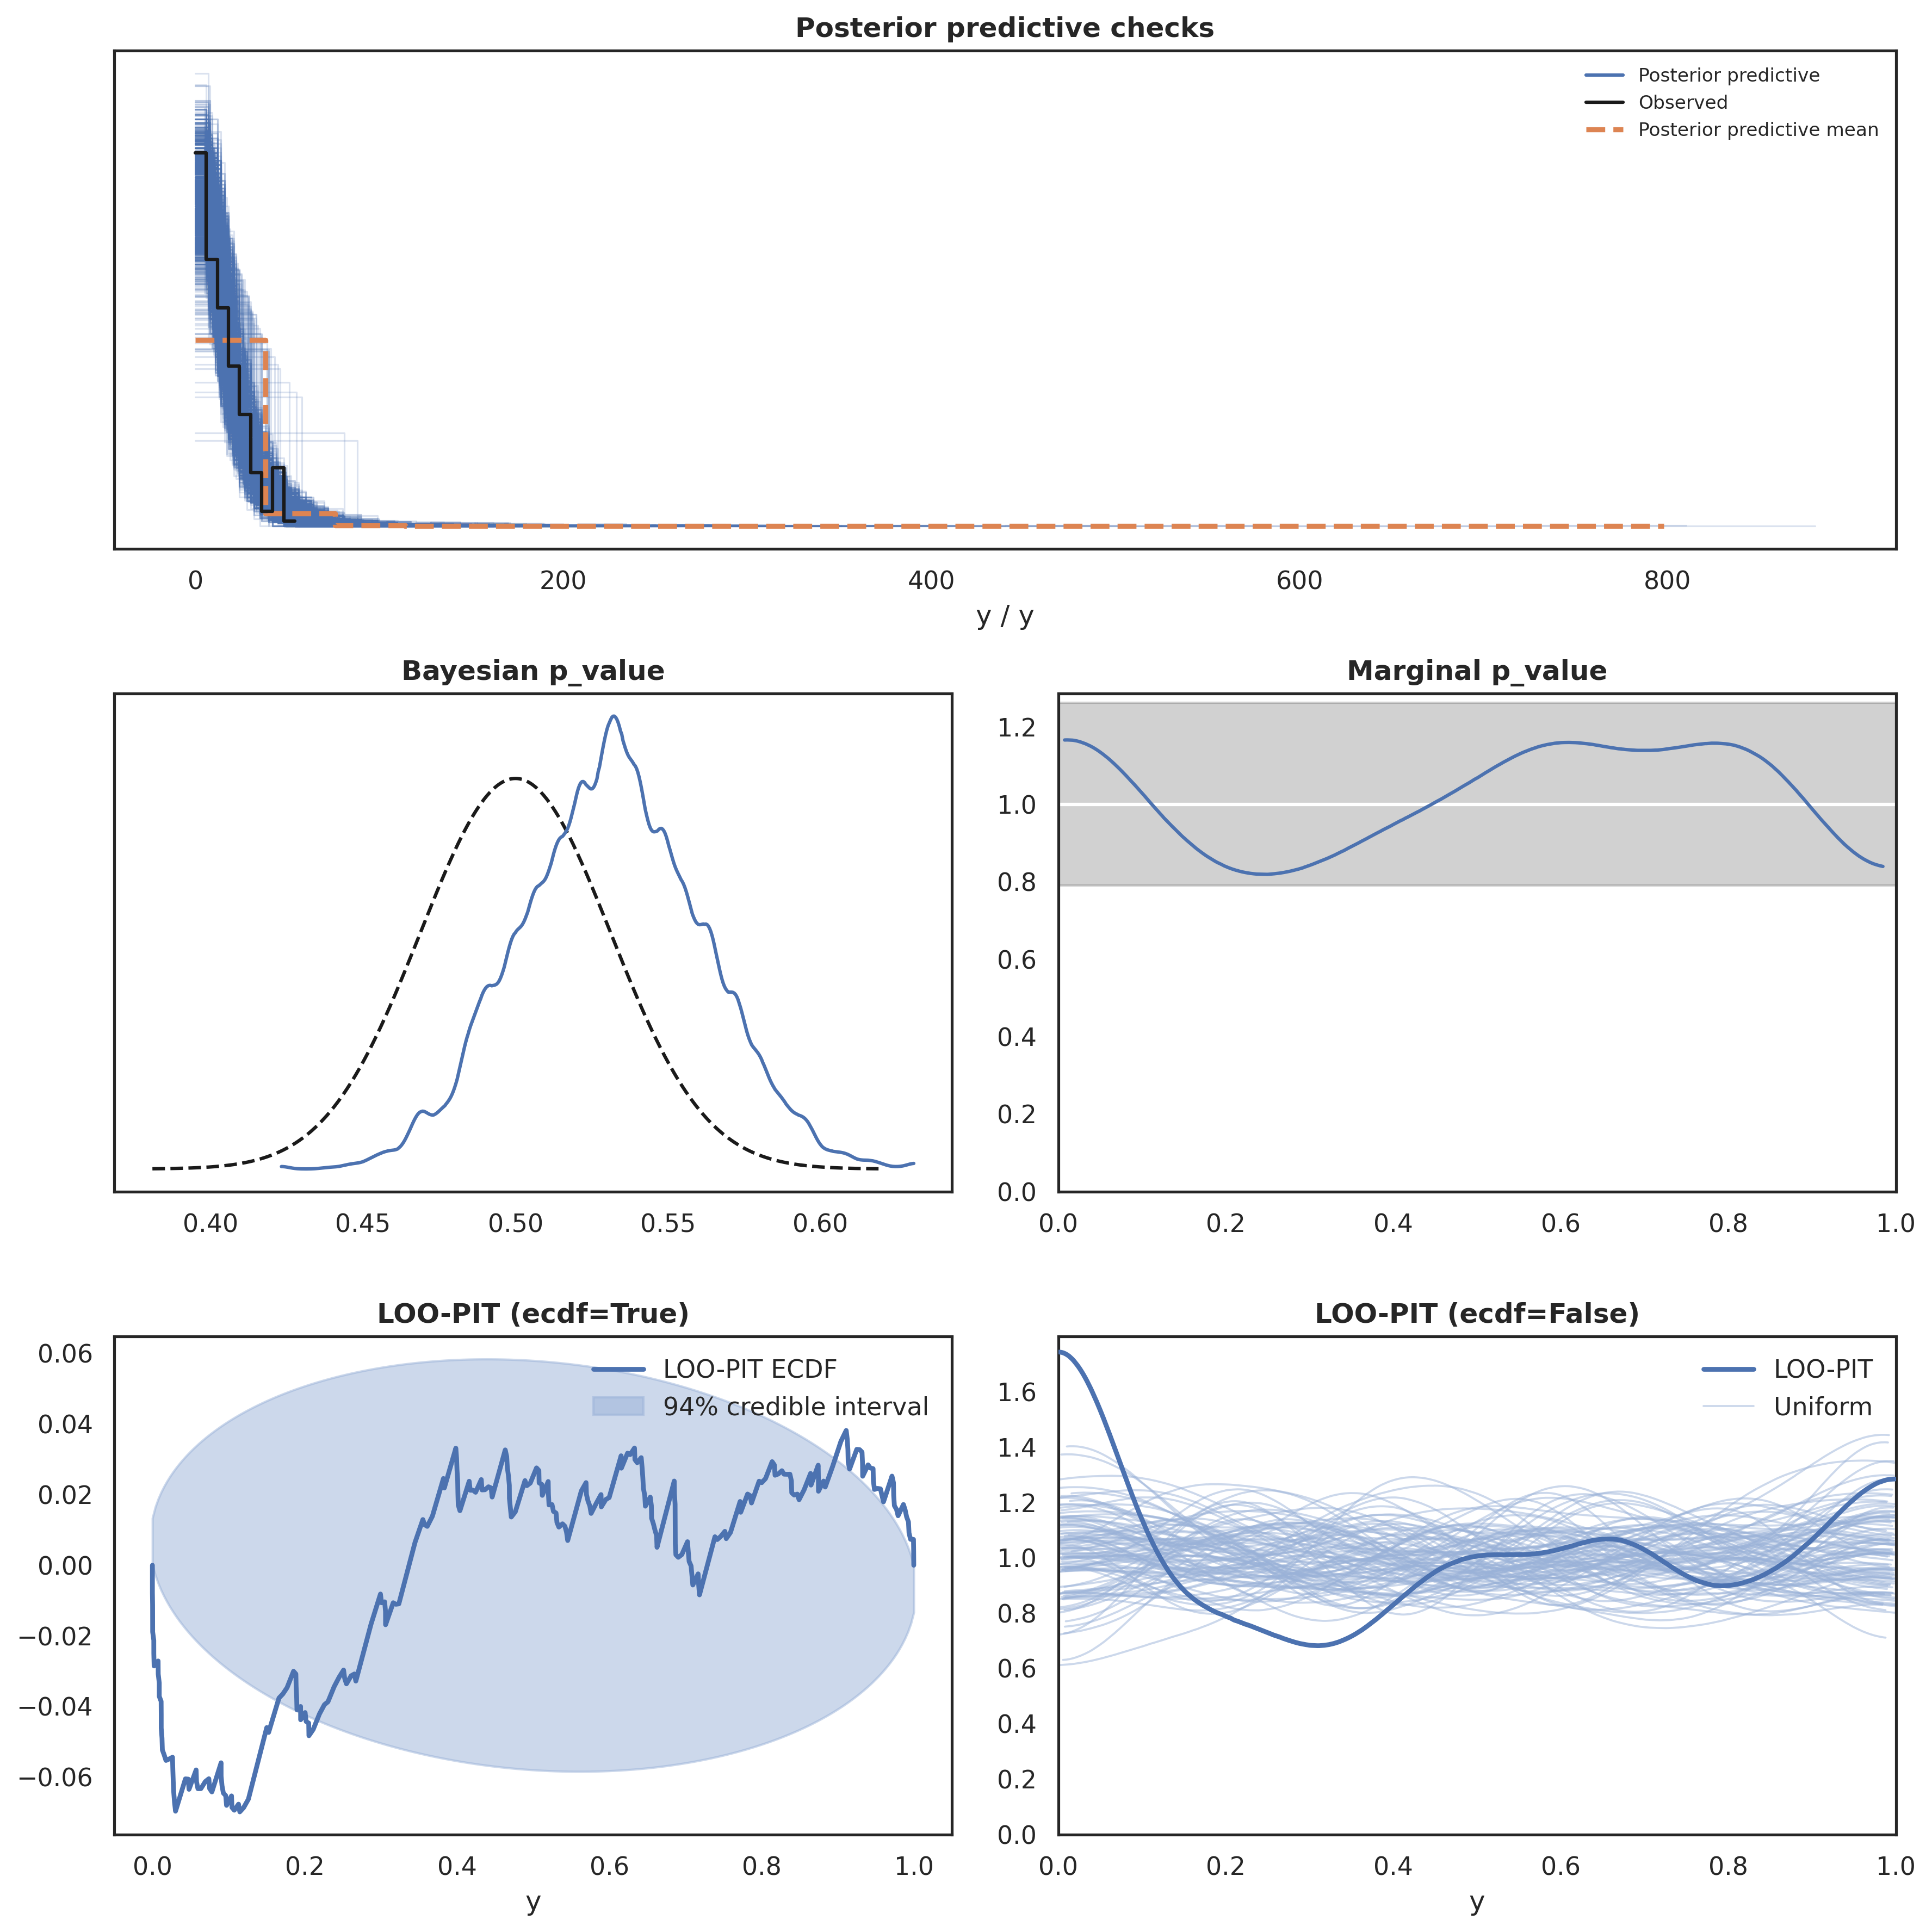 Posterior predictive checks
Posterior predictive
Observed
Posterior predictive mean
0 200 400 600 800
y / y
Bayesian p_value
0.40 0.45 0.50 0.55 0.60
Marginal p_value
1.2
1.0
0.8
0.6
0.4
0.2
0.0
0.0 0.2 0.4 0.6 0.8 1.0
LOO-PIT (ecdf=True)
LOO-PIT ECDF
94% credible interval
0.06
0.04
0.02
0.00
−0.02
−0.04
−0.06
0.0 0.2 0.4 0.6 0.8 1.0
y
LOO-PIT (ecdf=False)
LOO-PIT
Uniform
1.6
1.4
1.2
1.0
0.8
0.6
0.4
0.2
0.0
0.0 0.2 0.4 0.6 0.8 1.0
y